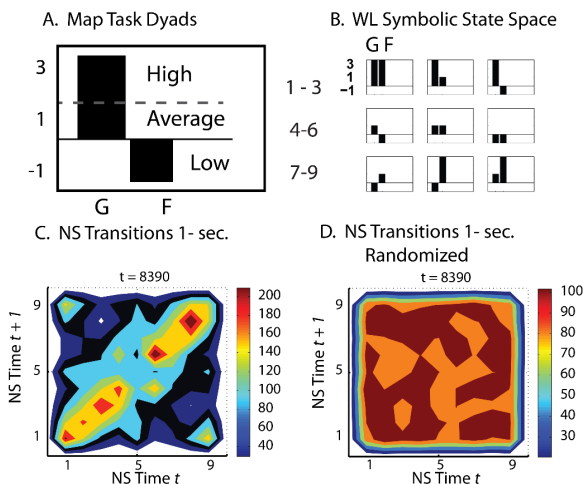 A. Map Task Dyads
3
High
1
Average
-1
Low
G F
B. WL Symbolic State Space
G F
3
1
-1
1 - 3
4-6
7-9
C. NS Transitions 1- sec.
t = 8390
NS Time t + 1
9
5
1
1 5 9
NS Time t
200
180
160
140
120
100
80
60
40
D. NS Transitions 1- sec.
Randomized
t = 8390
NS Time t + 1
9
5
1
1 5 9
NS Time t
100
90
80
70
60
50
40
30